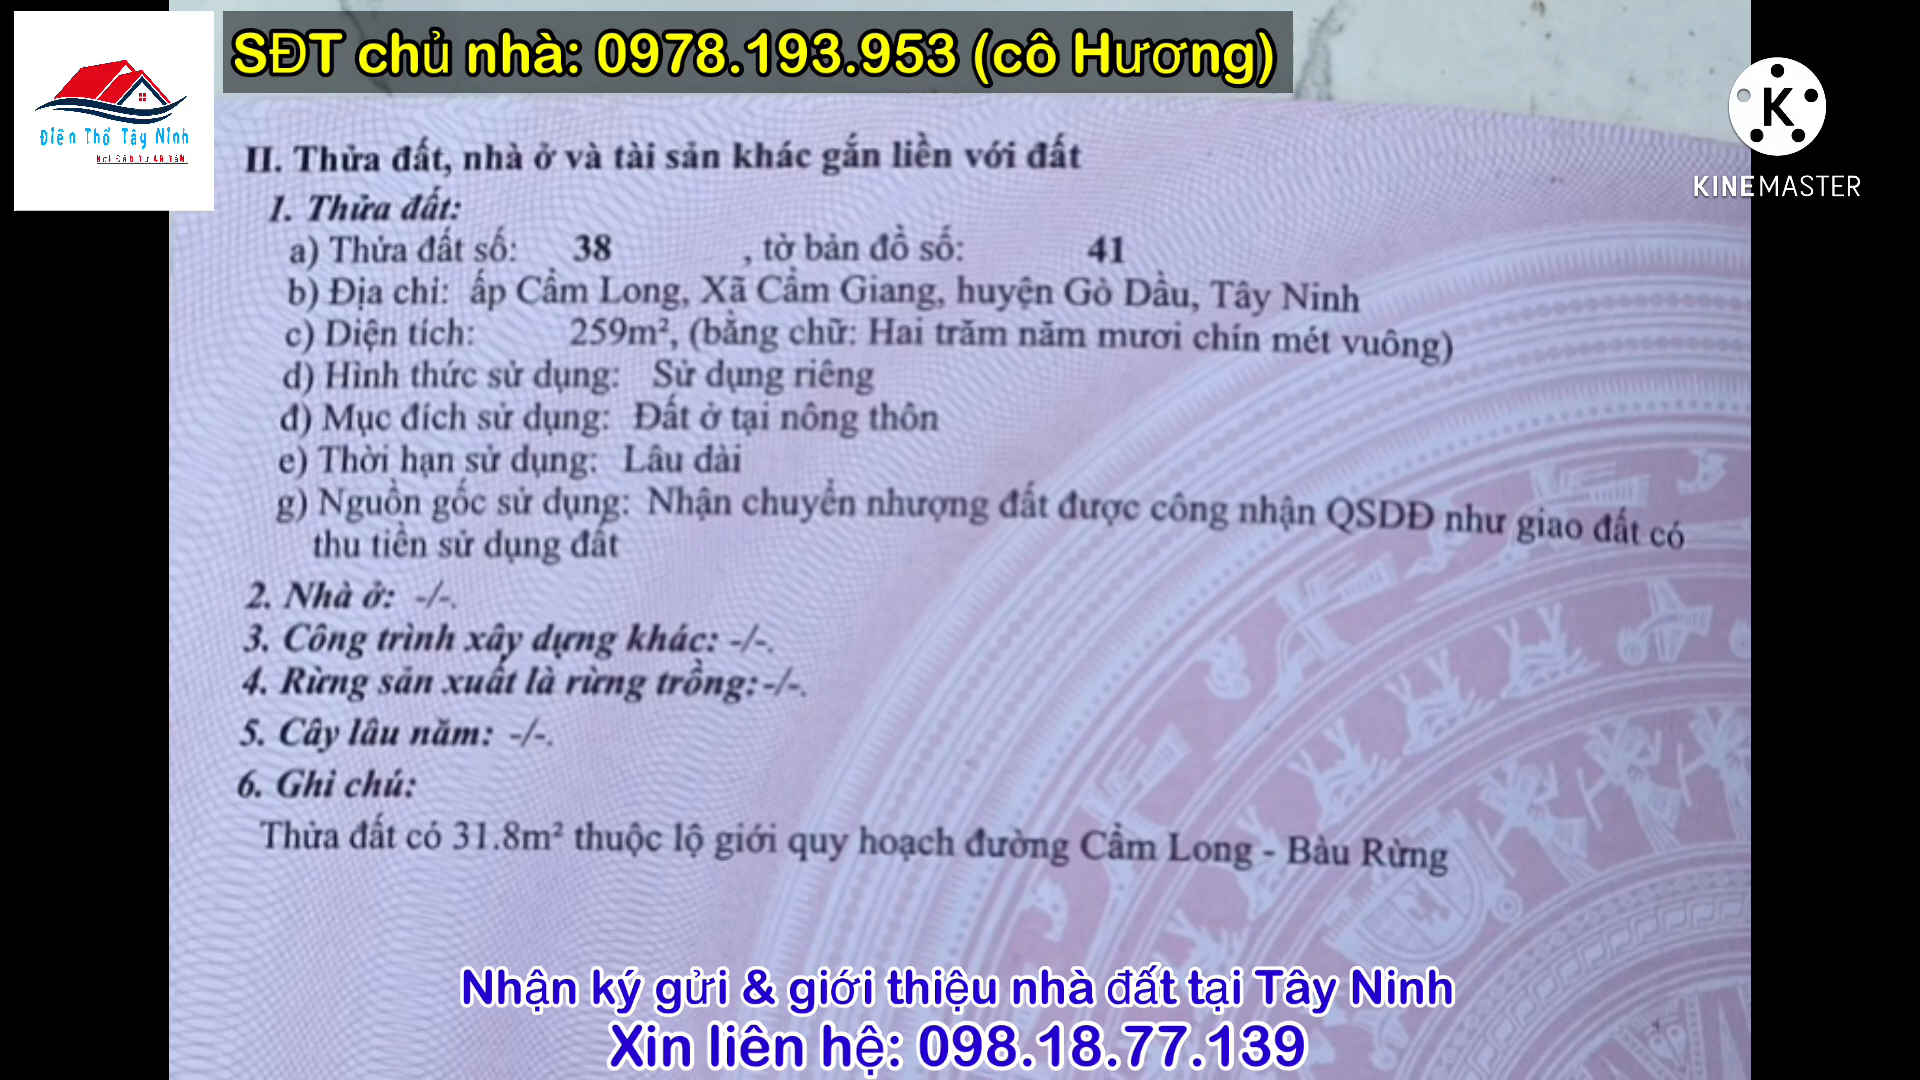 SĐT chủ nhà: 0978.193.953 (cô Hương)
Điền Thổ Tây Ninh
KINEMASTER
II. Thửa đất, nhà ở và tài sản khác gắn liền với đất
1. Thửa đất:
a) Thửa đất số: 38 , tờ bản đồ số: 41
b) Địa chỉ: ấp Cẩm Long, Xã Cẩm Giang, huyện Gò Dầu, Tây Ninh
c) Diện tích: 259m², (bằng chữ: Hai trăm năm mươi chín mét vuông)
d) Hình thức sử dụng: Sử dụng riêng
đ) Mục đích sử dụng: Đất ở tại nông thôn
e) Thời hạn sử dụng: Lâu dài
g) Nguồn gốc sử dụng: Nhận chuyển nhượng đất được công nhận QSDĐ như giao đất có
thu tiền sử dụng đất
2. Nhà ở: -/-.
3. Công trình xây dựng khác: -/-.
4. Rừng sản xuất là rừng trồng: -/-.
5. Cây lâu năm: -/-.
6. Ghi chú:
Thửa đất có 31.8m² thuộc lộ giới quy hoạch đường Cẩm Long - Bàu Rừng
Nhận ký gửi & giới thiệu nhà đất tại Tây Ninh
Xin liên hệ: 098.18.77.139